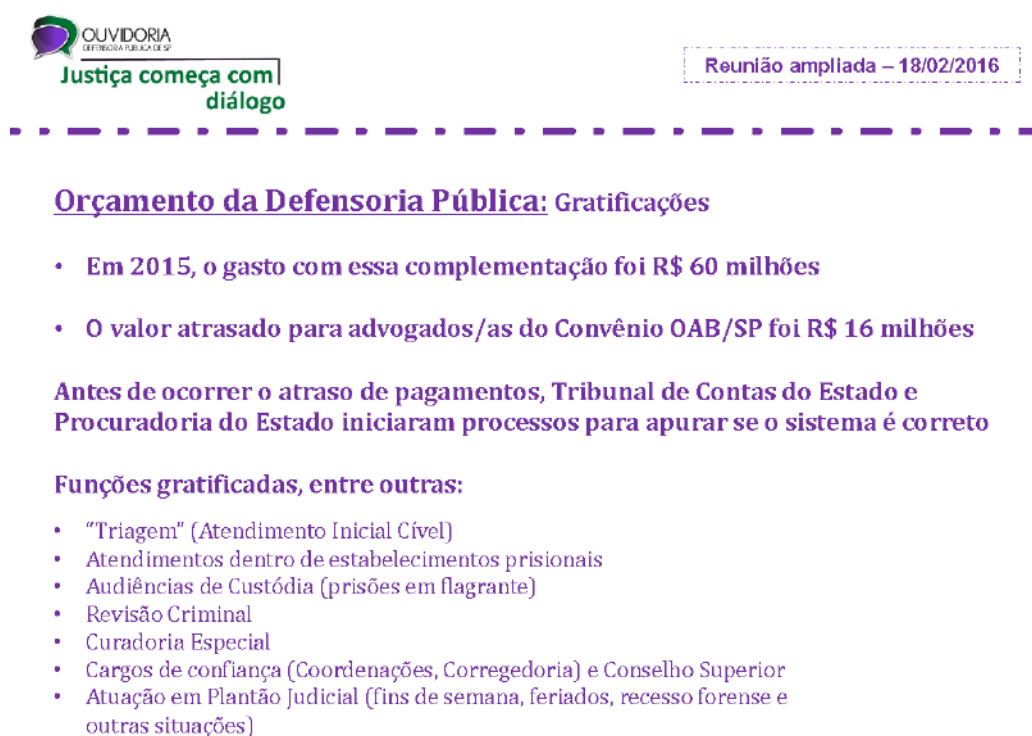 OUVIDORIA
DEFENSORIA PÚBLICA DE SP
Justiça começa com
diálogo
Reunião ampliada – 18/02/2016
Orçamento da Defensoria Pública: Gratificações
• Em 2015, o gasto com essa complementação foi R$ 60 milhões
• O valor atrasado para advogados/as do Convênio OAB/SP foi R$ 16 milhões
Antes de ocorrer o atraso de pagamentos, Tribunal de Contas do Estado e
Procuradoria do Estado iniciaram processos para apurar se o sistema é correto
Funções gratificadas, entre outras:
• “Triagem” (Atendimento Inicial Cível)
• Atendimentos dentro de estabelecimentos prisionais
• Audiências de Custódia (prisões em flagrante)
• Revisão Criminal
• Curadoria Especial
• Cargos de confiança (Coordenações, Corregedoria) e Conselho Superior
• Atuação em Plantão Judicial (fins de semana, feriados, recesso forense e
outras situações)